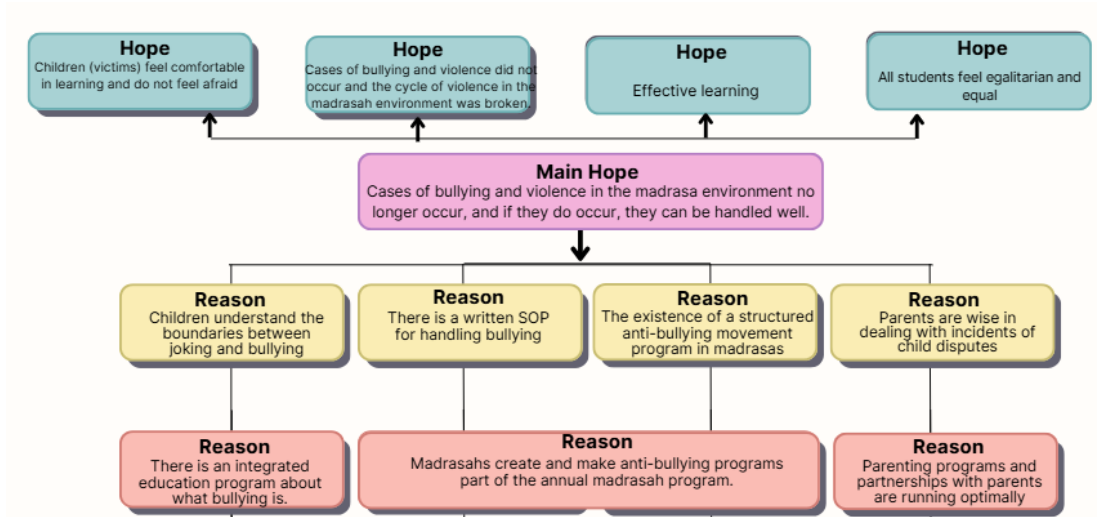 Hope
Children (victims) feel comfortable
in learning and do not feel afraid
Hope
Cases of bullying and violence did not
occur and the cycle of violence in the
madrasah environment was broken.
Hope
Effective learning
Hope
All students feel egalitarian and
equal
Main Hope
Cases of bullying and violence in the madrasa environment no
longer occur, and if they do occur, they can be handled well.
Reason
Children understand the
boundaries between
joking and bullying
Reason
There is a written SOP
for handling bullying
Reason
The existence of a structured
anti-bullying movement
program in madrasas
Reason
Parents are wise in
dealing with incidents of
child disputes
Reason
There is an integrated
education program about
what bullying is.
Reason
Madrasahs create and make anti-bullying programs
part of the annual madrasah program.
Reason
Parenting programs and
partnerships with parents
are running optimally